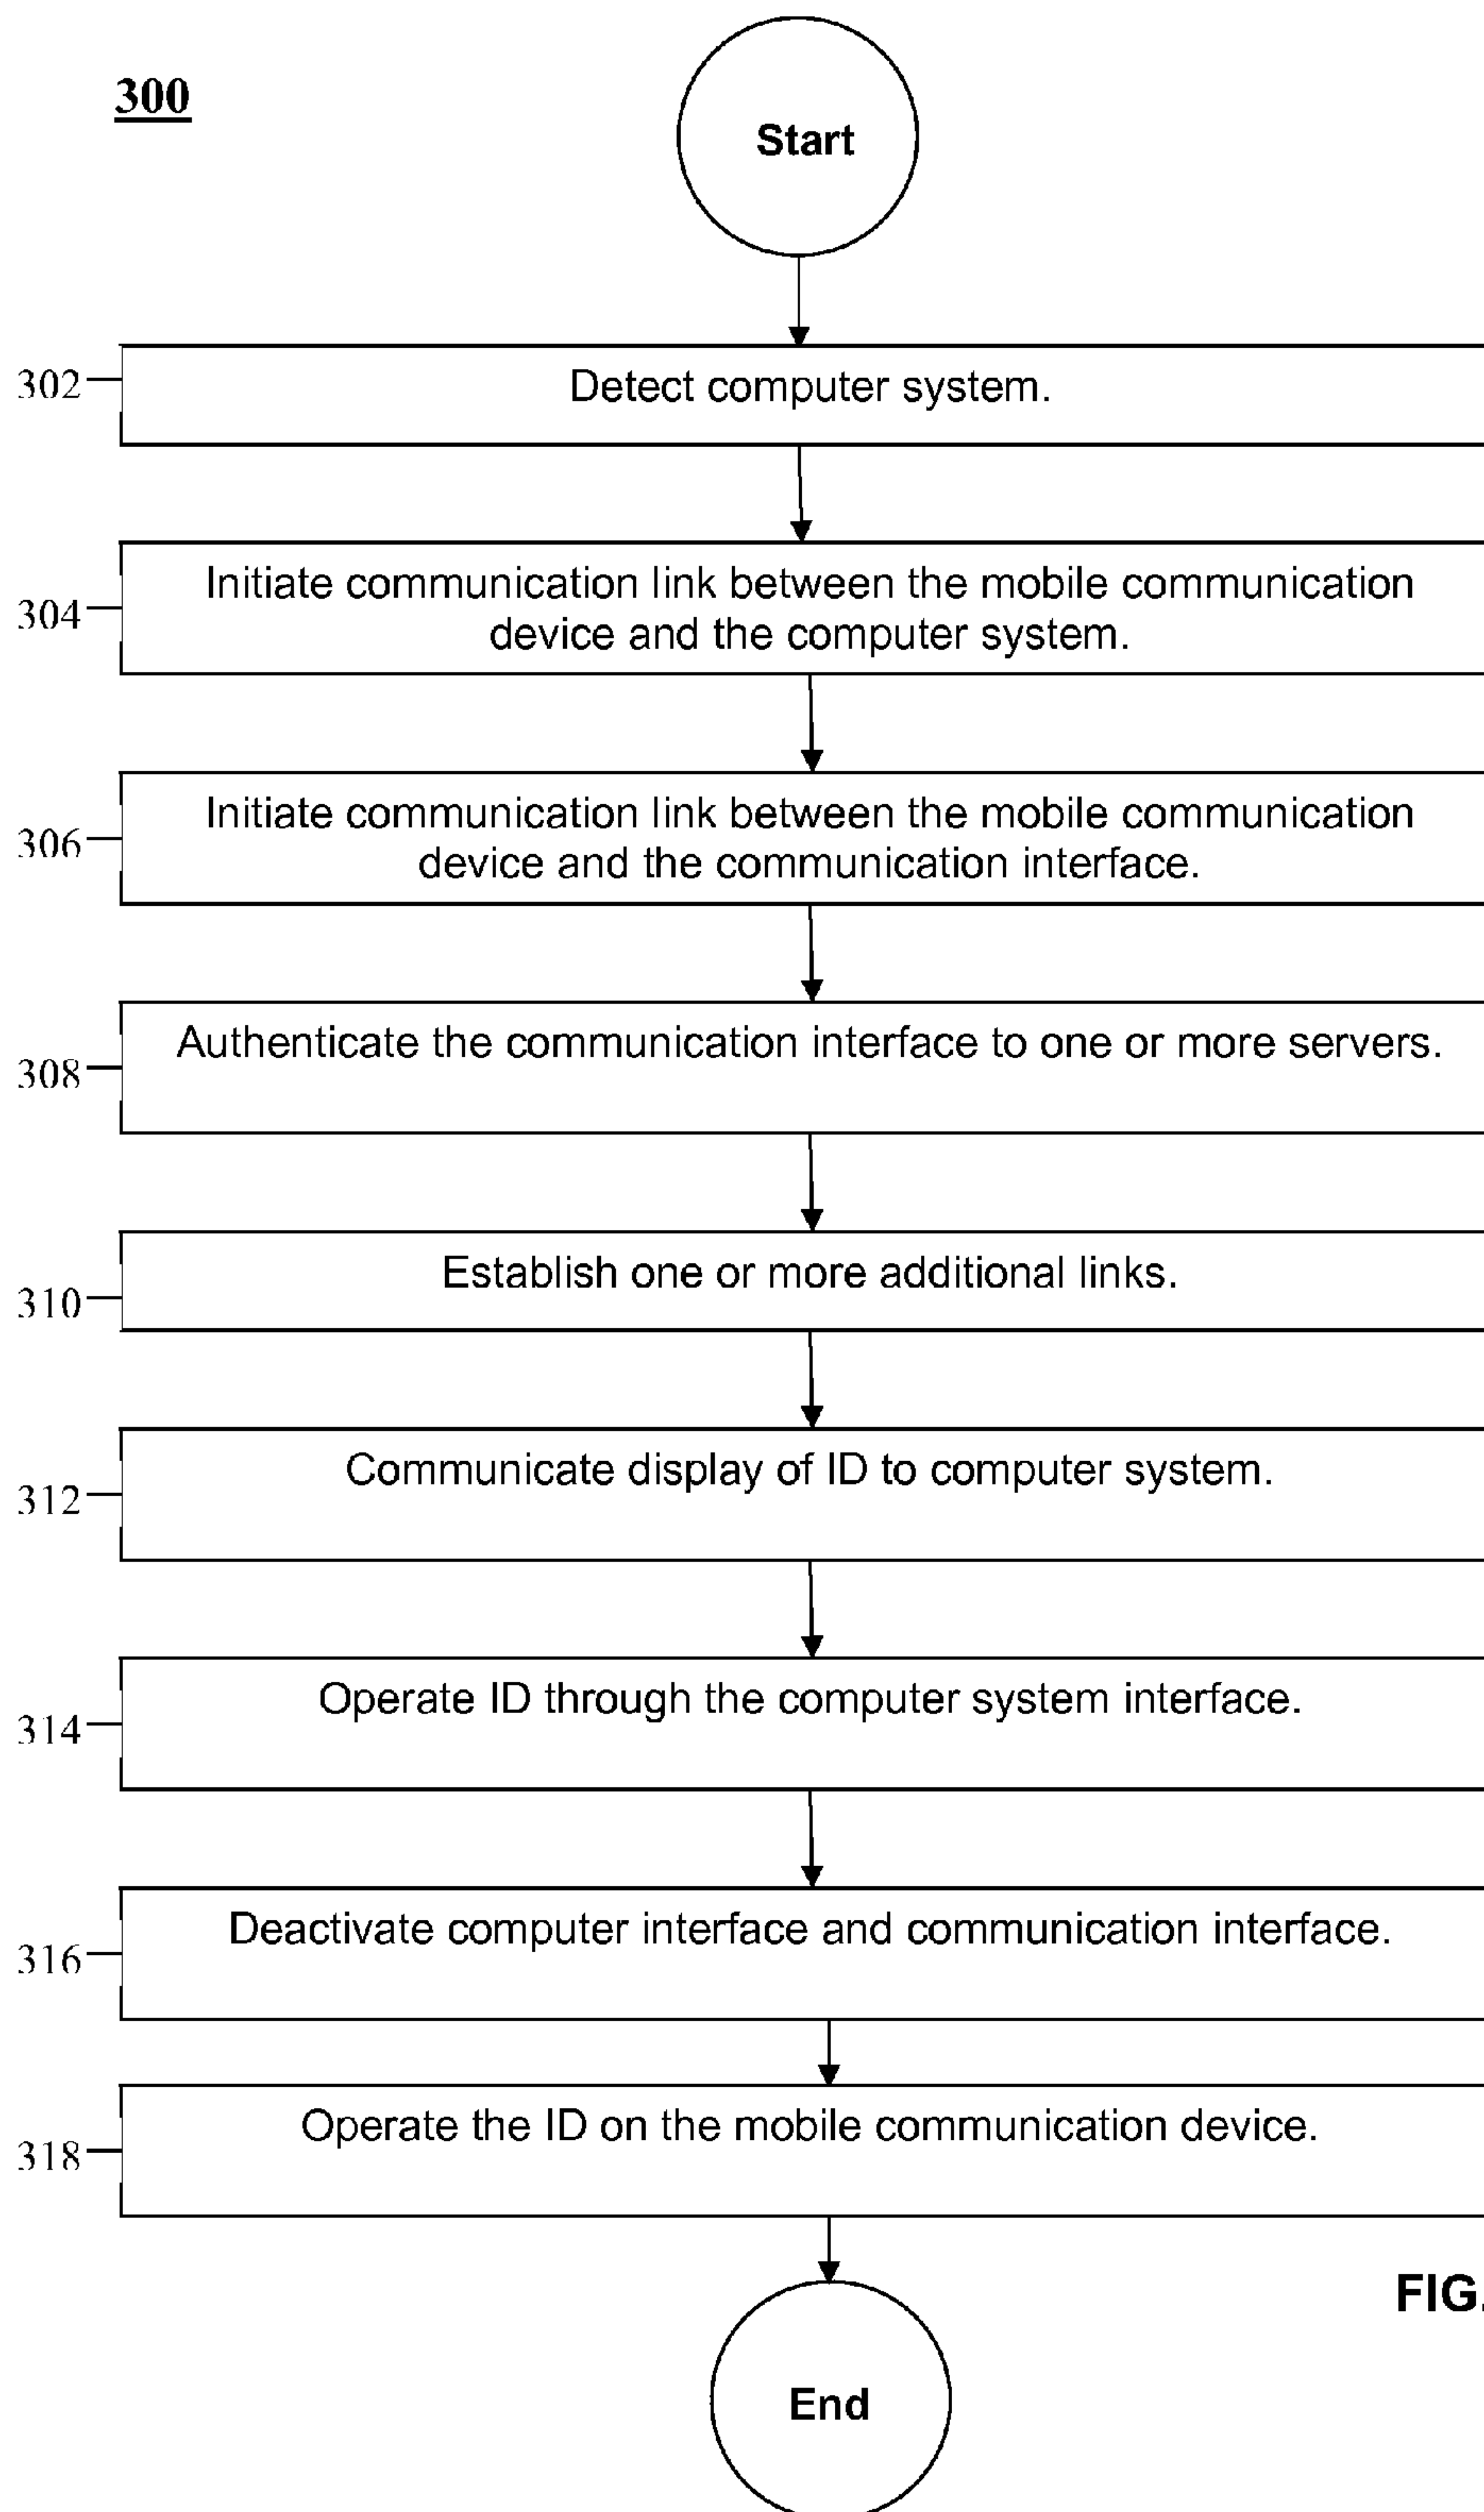 300
Start
302
Detect computer system.
304
Initiate communication link between the mobile communication
device and the computer system.
306
Initiate communication link between the mobile communication
device and the communication interface.
308
Authenticate the communication interface to one or more servers.
310
Establish one or more additional links.
312
Communicate display of ID to computer system.
314
Operate ID through the computer system interface.
316
Deactivate computer interface and communication interface.
318
Operate the ID on the mobile communication device.
FIG.
End